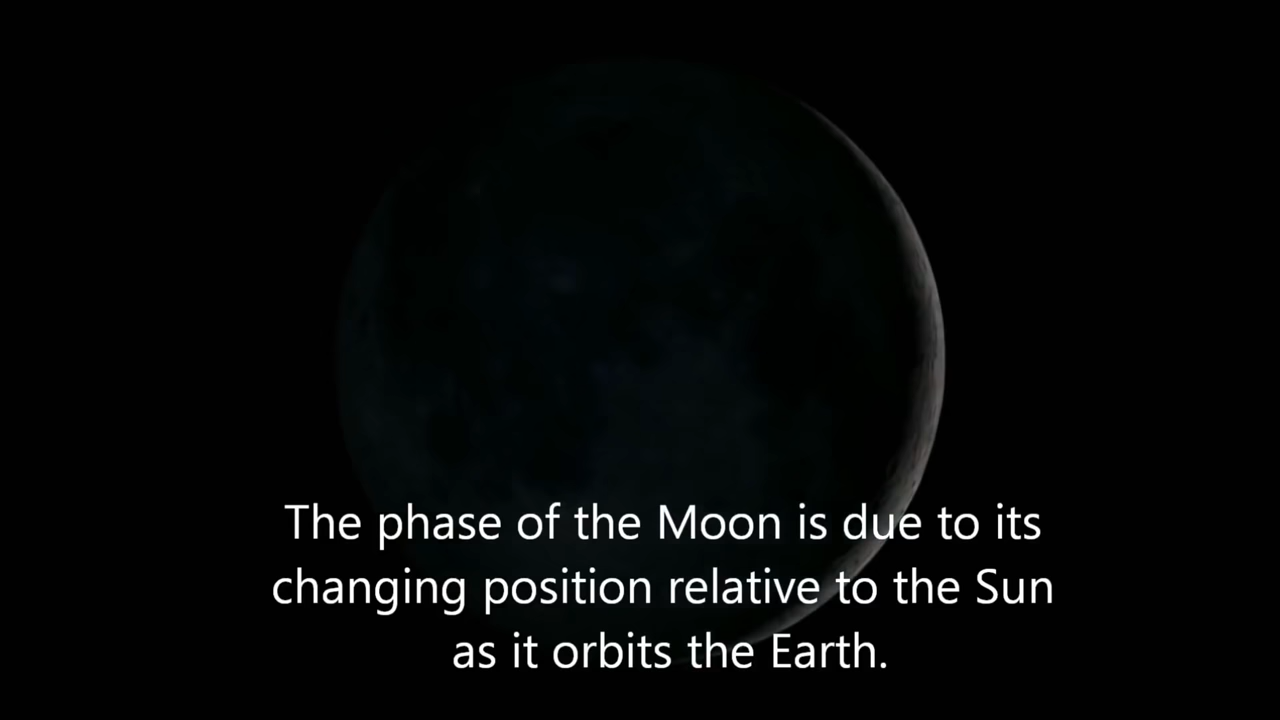 The phase of the Moon is due to its
changing position relative to the Sun
as it orbits the Earth.